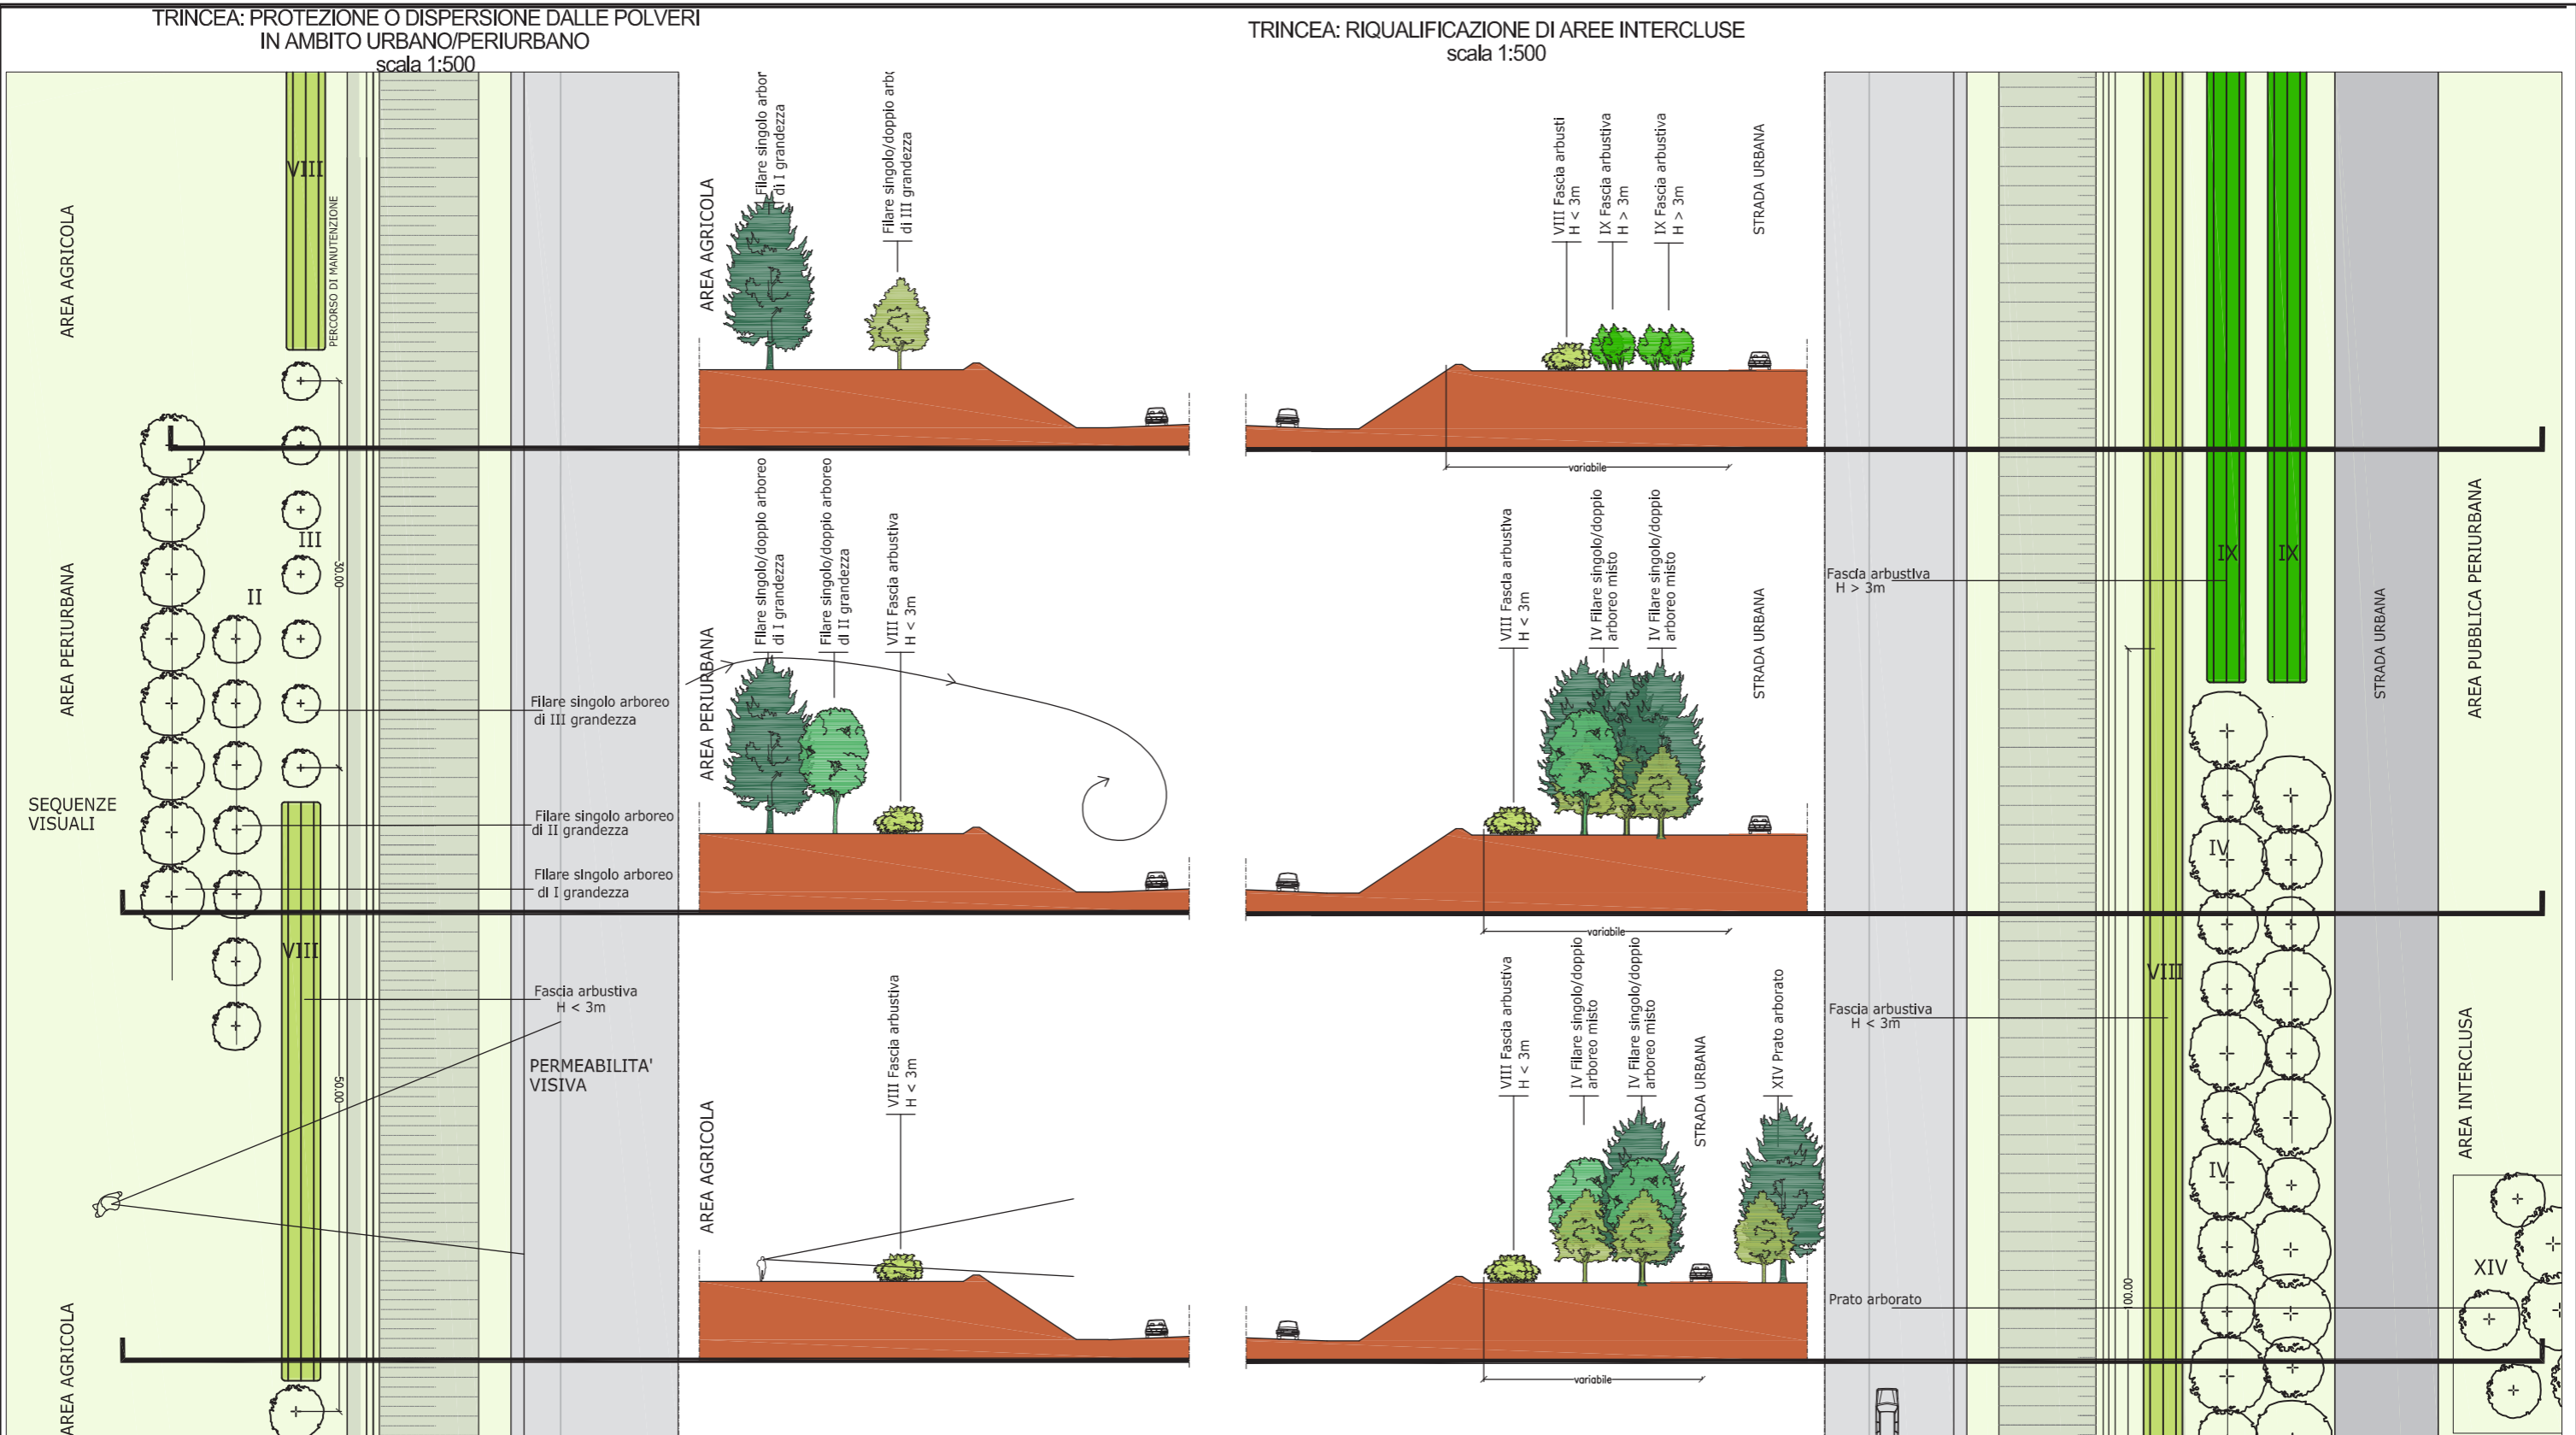 TRINCEA: PROTEZIONE O DISPERSIONE DALLE POLVERI
IN AMBITO URBANO/PERIURBANO
scala 1:500
AREA AGRICOLA
AREA PERIURBANA
SEQUENZE
VISUALI
AREA AGRICOLA
VIII
PERCORSO DI MANUTENZIONE
I
III
II
30.00
VIII
50.00
Filare singolo arboreo
di III grandezza
Filare singolo arboreo
di II grandezza
Filare singolo arboreo
di I grandezza
Fascia arbustiva
H < 3m
PERMEABILITA'
VISIVA
AREA AGRICOLA
Filare singolo arbor
di I grandezza
Filare singolo/doppio arbo
di III grandezza
AREA PERIURBANA
Filare singolo/doppio arboreo
di I grandezza
Filare singolo/doppio arboreo
di II grandezza
VIII Fascia arbustiva
H < 3m
AREA AGRICOLA
VIII Fascia arbustiva
H < 3m
TRINCEA: RIQUALIFICAZIONE DI AREE INTERCLUSE
scala 1:500
VIII Fascia arbusti
H < 3m
IX Fascia arbustiva
H > 3m
IX Fascia arbustiva
H > 3m
STRADA URBANA
variabile
VIII Fascia arbustiva
H < 3m
IV Filare singolo/doppio
arboreo misto
IV Filare singolo/doppio
arboreo misto
STRADA URBANA
variabile
VIII Fascia arbustiva
H < 3m
IV Filare singolo/doppio
arboreo misto
IV Filare singolo/doppio
arboreo misto
STRADA URBANA
XIV Prato arborato
variabile
Fascia arbustiva
H > 3m
Fascia arbustiva
H < 3m
Prato arborato
IX
IX
IV
VIII
IV
100.00
STRADA URBANA
AREA PUBBLICA PERIURBANA
AREA INTERCLUSA
XIV